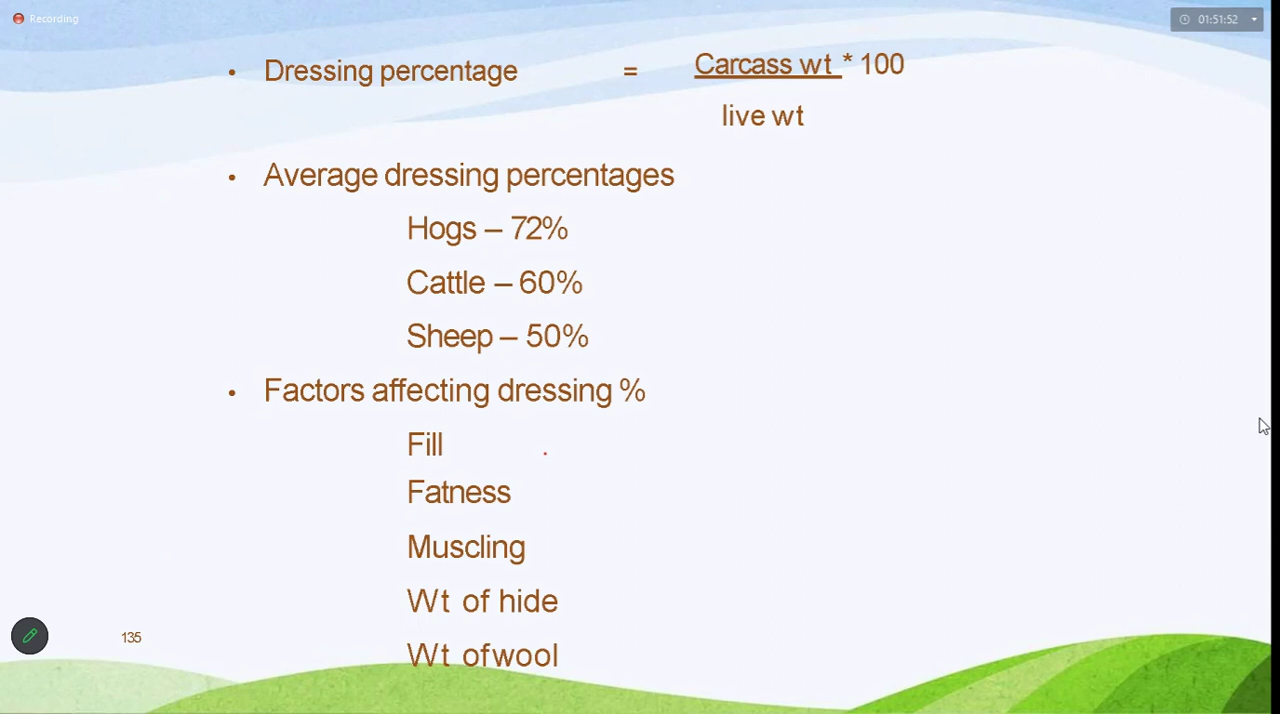 Recording
01:51:52
• Dressing percentage = Carcass wt * 100
live wt
• Average dressing percentages
Hogs – 72%
Cattle – 60%
Sheep – 50%
• Factors affecting dressing %
Fill
Fatness
Muscling
Wt of hide
135
Wt ofwool